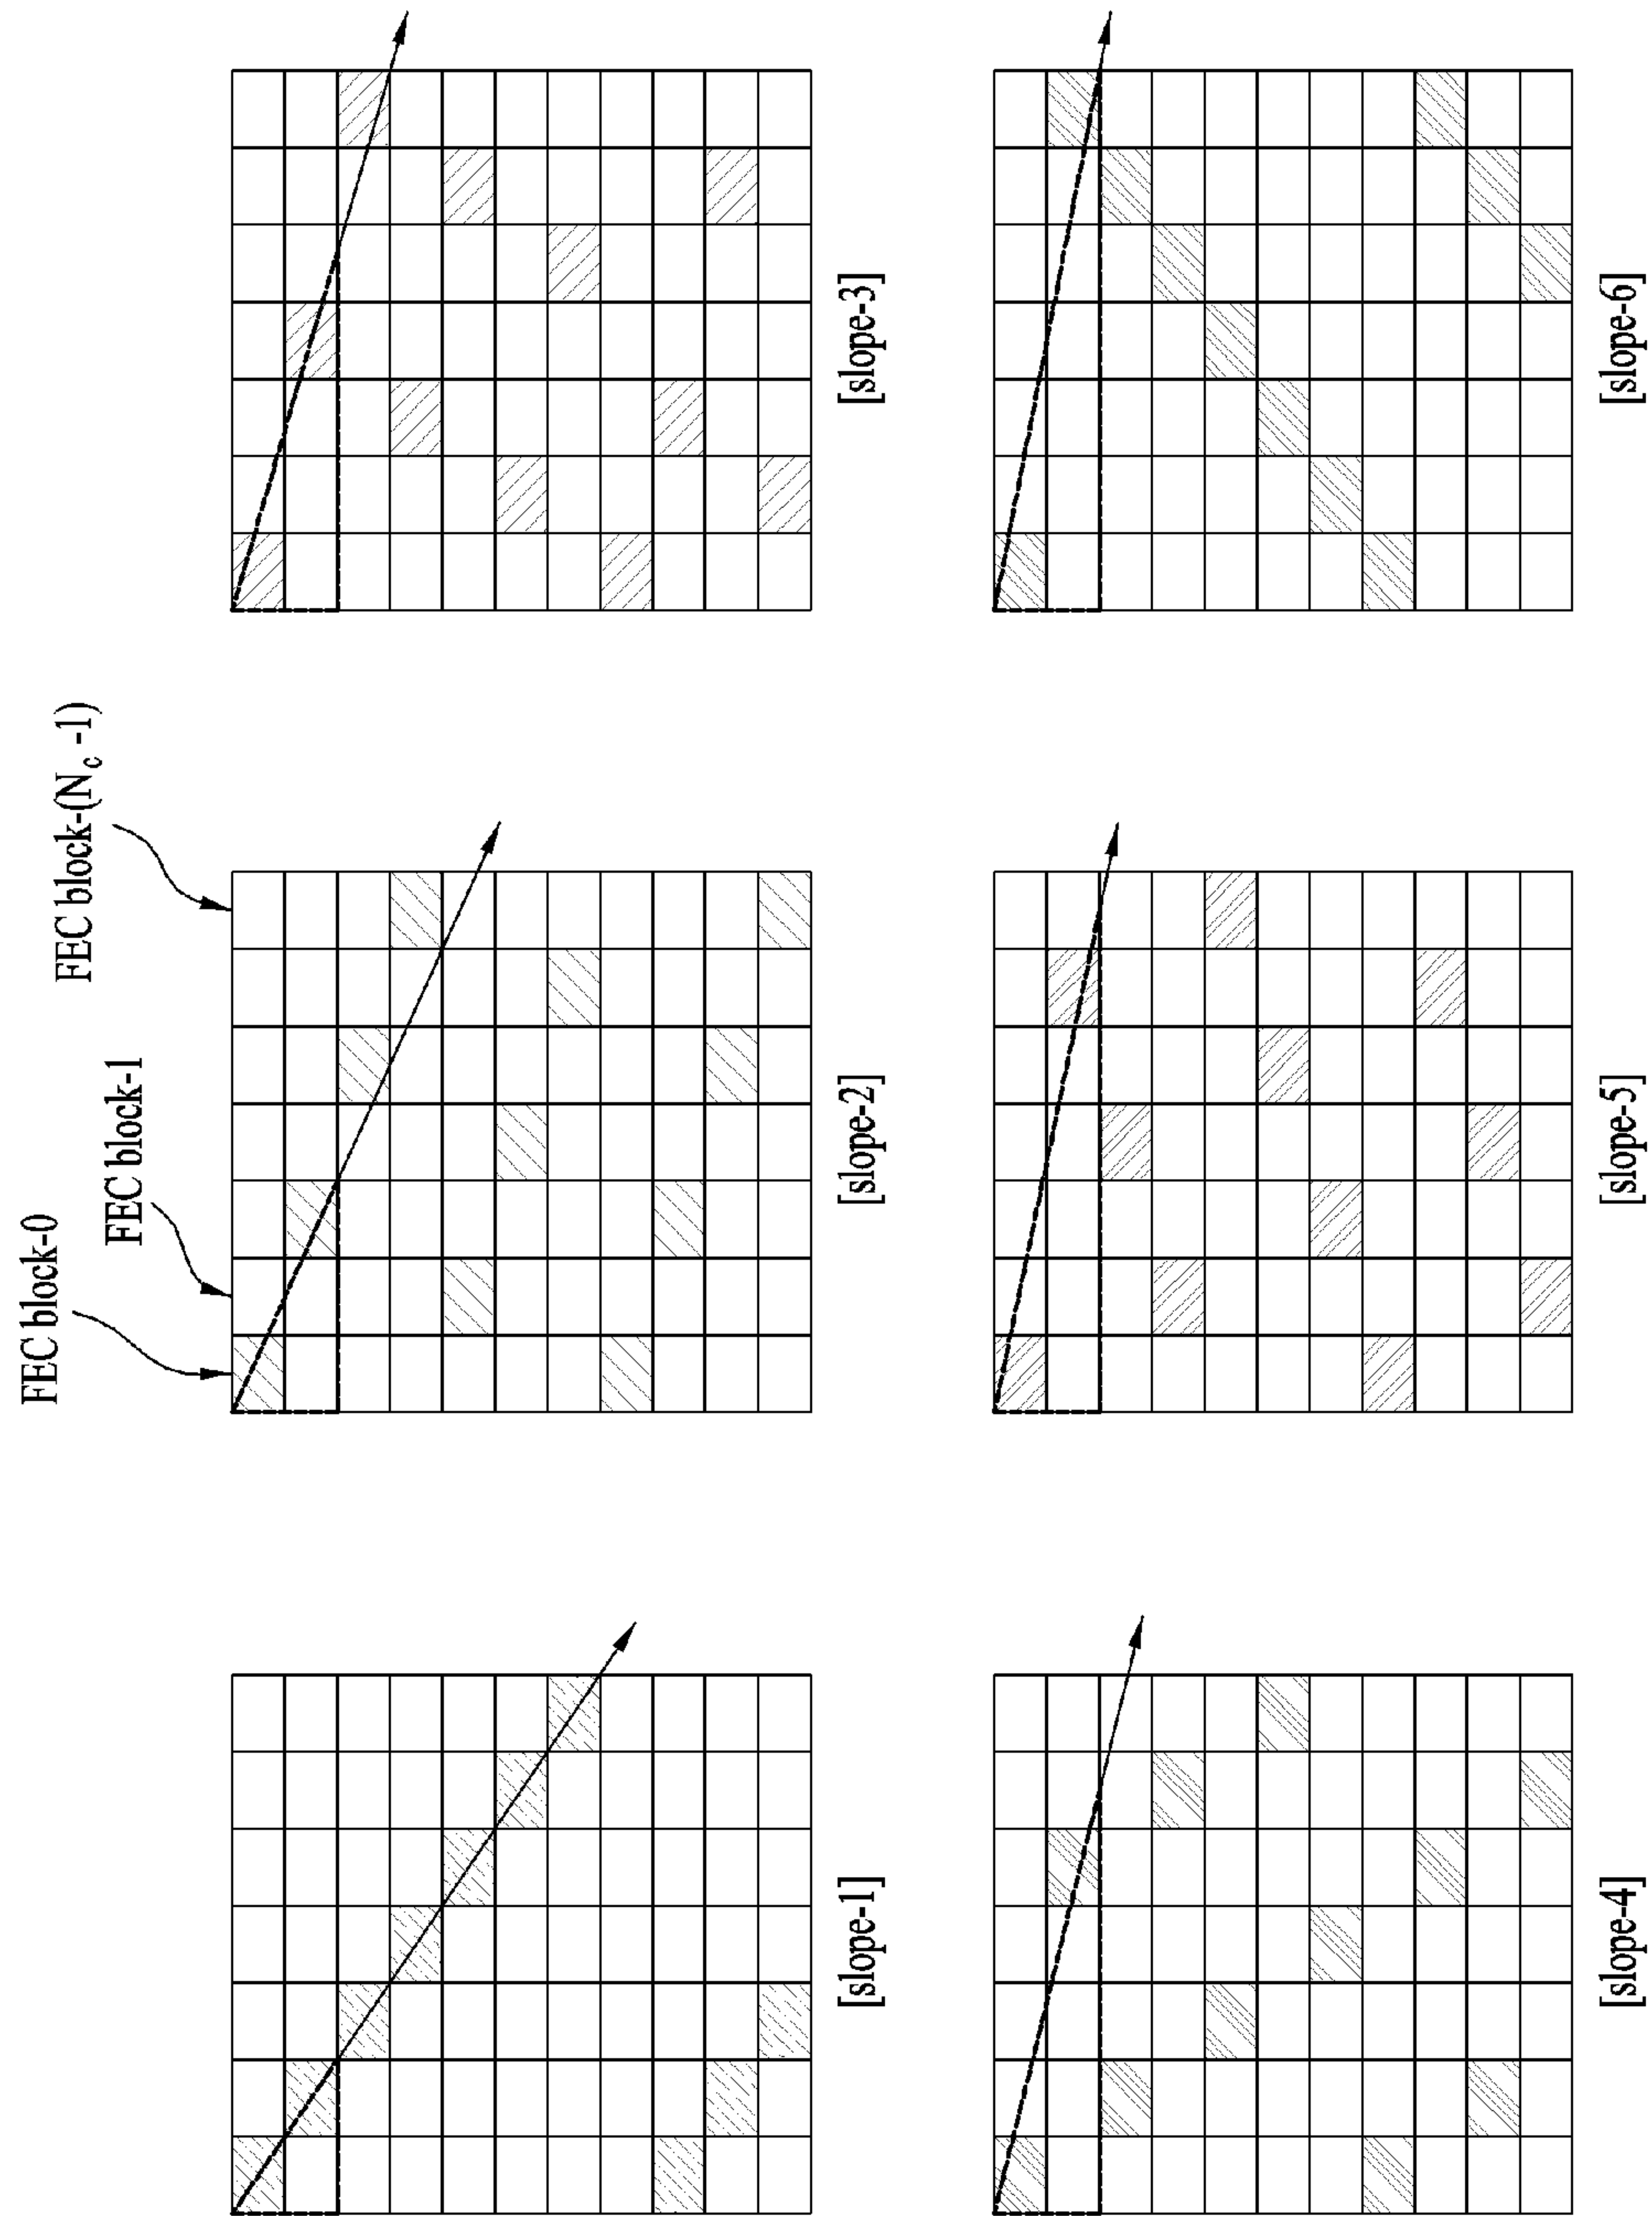 FEC block-0
FEC block-1
FEC block-(Nc -1)
[slope-1]
[slope-2]
[slope-3]
[slope-4]
[slope-5]
[slope-6]